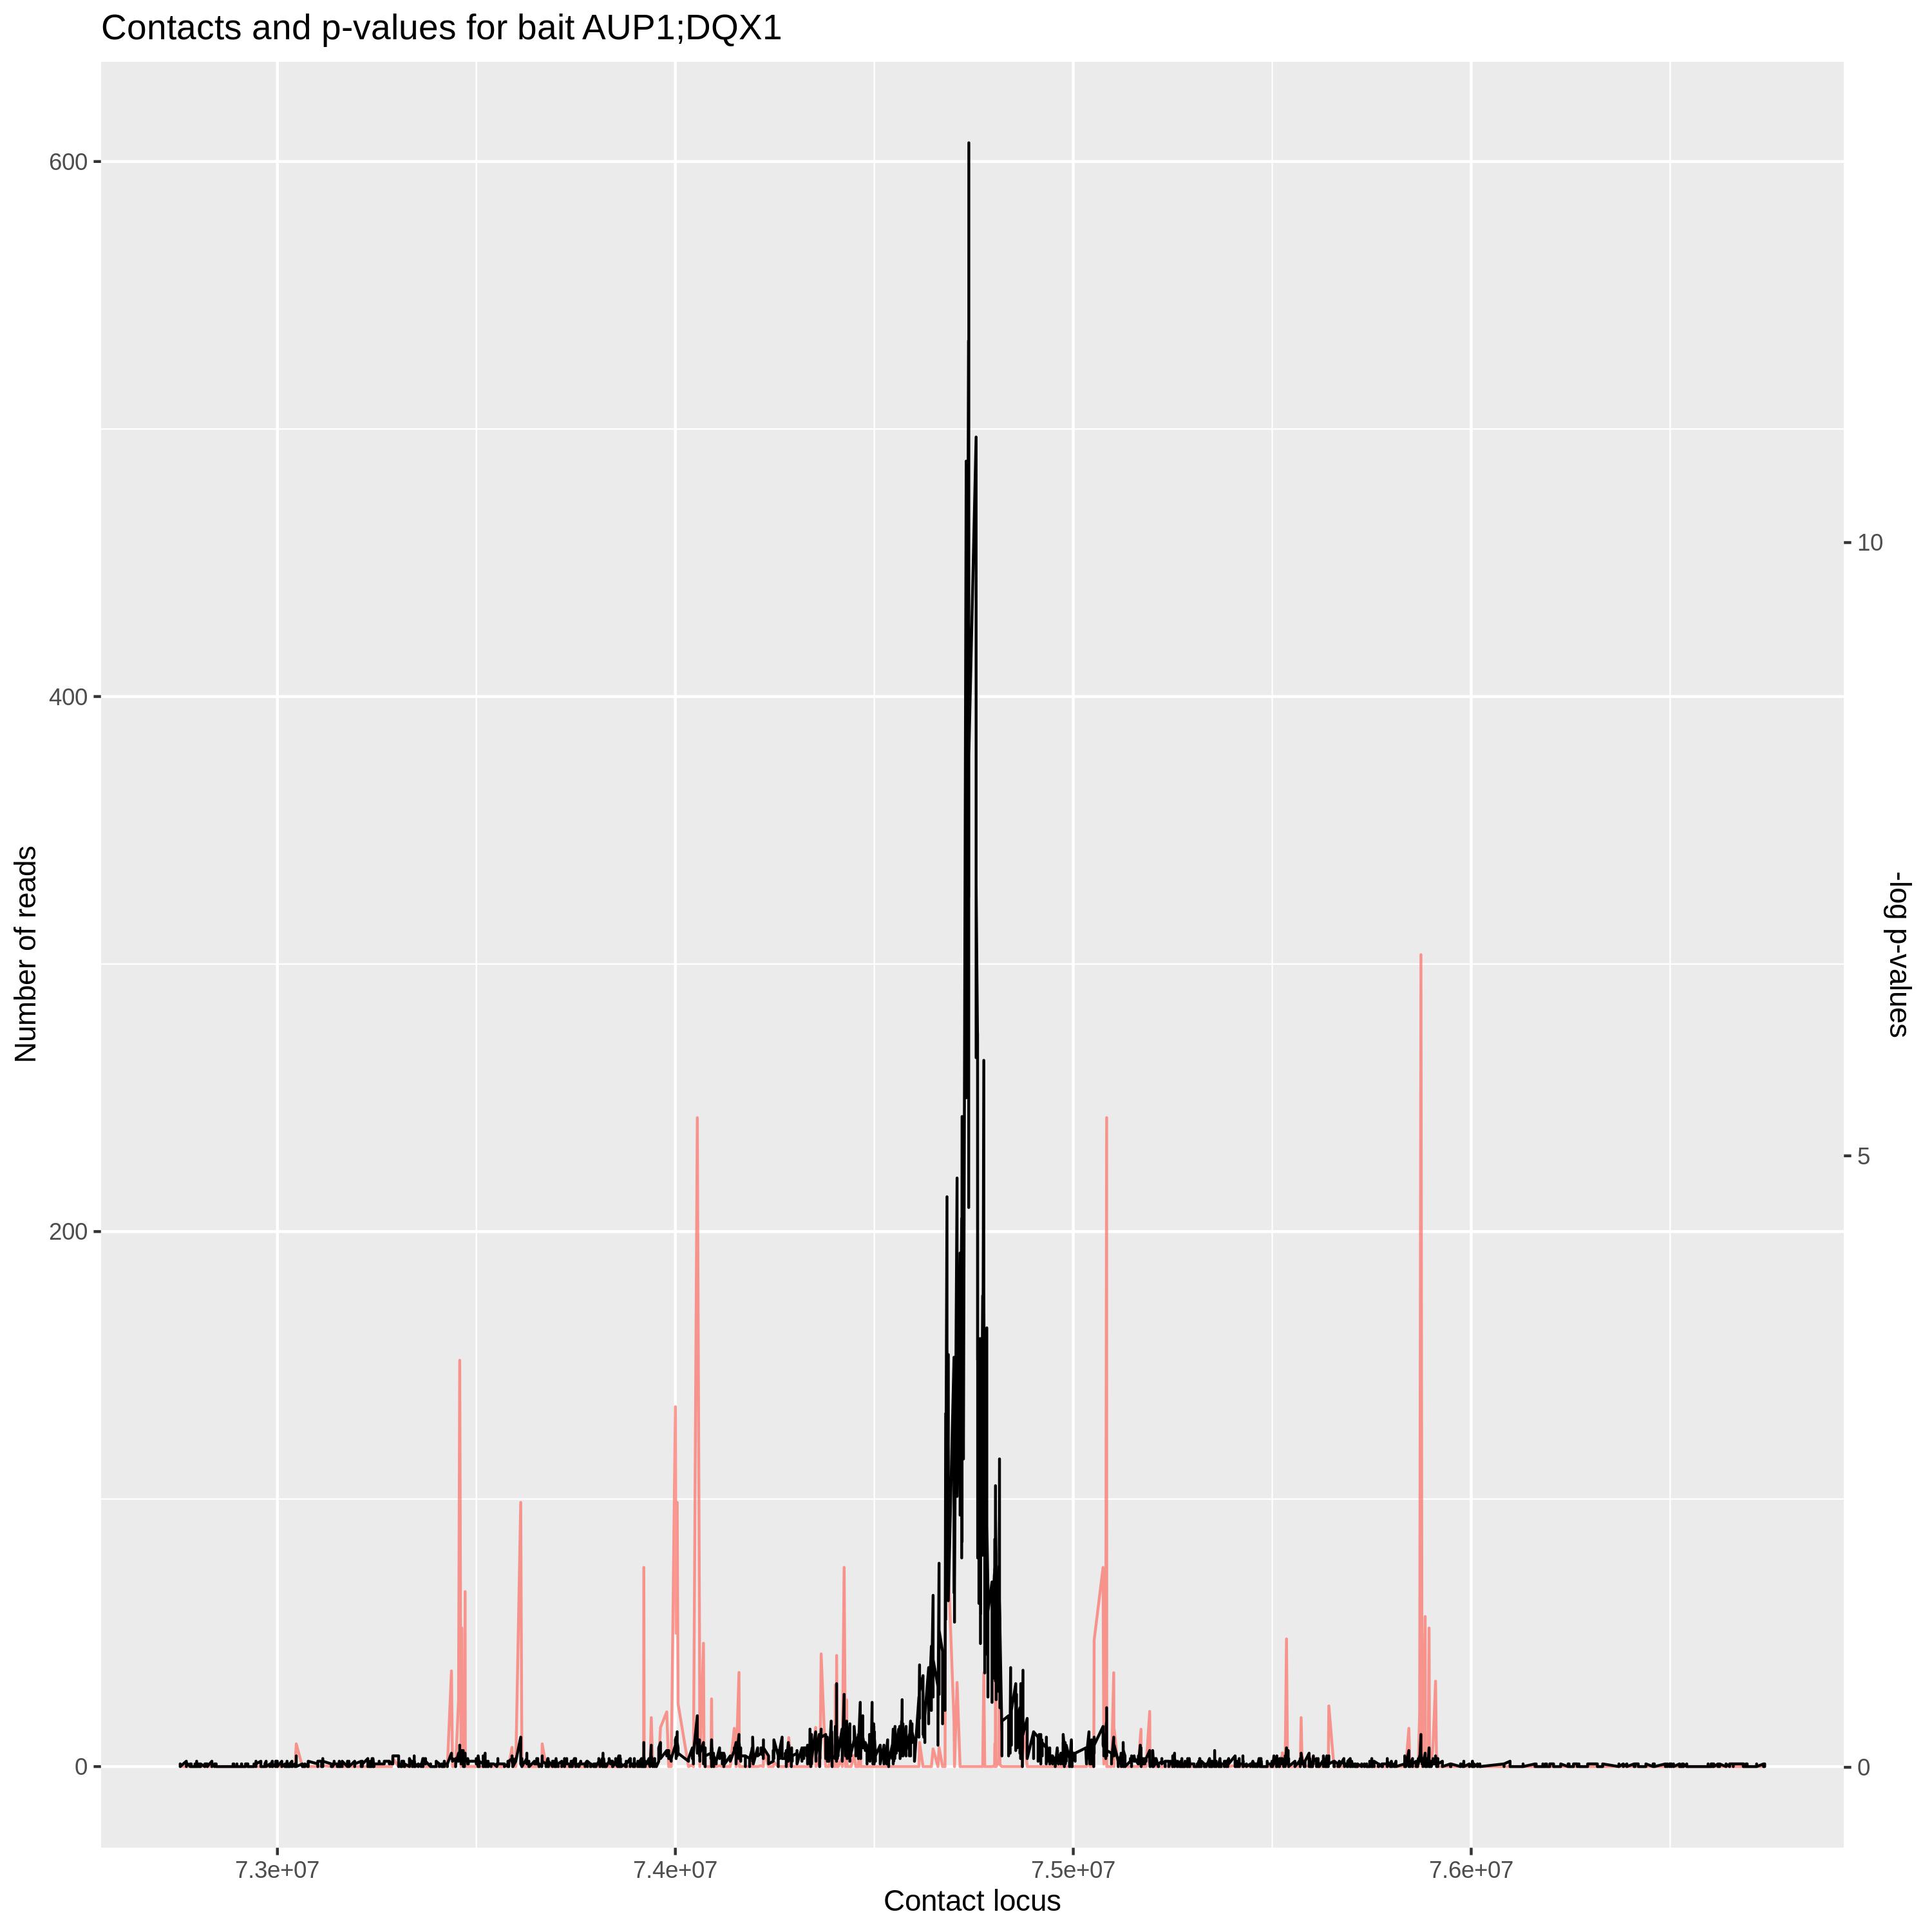 Contacts and p-values for bait AUP1;DQX1
600
400
200
0
Number of reads
10
5
0
-log p-values
7.3e+07
7.4e+07
7.5e+07
7.6e+07
Contact locus